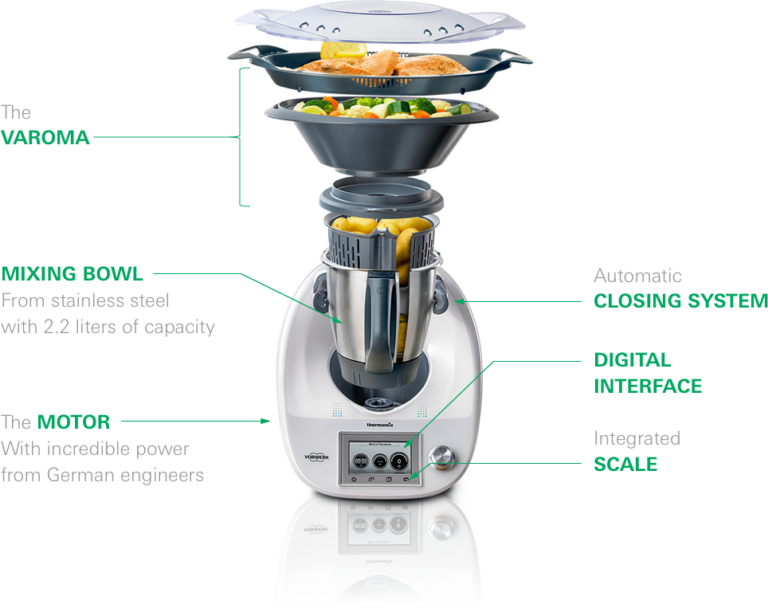 The
VAROMA
MIXING BOWL
From stainless steel
with 2.2 liters of capacity
The MOTOR
With incredible power
from German engineers
Automatic
CLOSING SYSTEM
DIGITAL
INTERFACE
Integrated
SCALE
thermomix
VORWERK